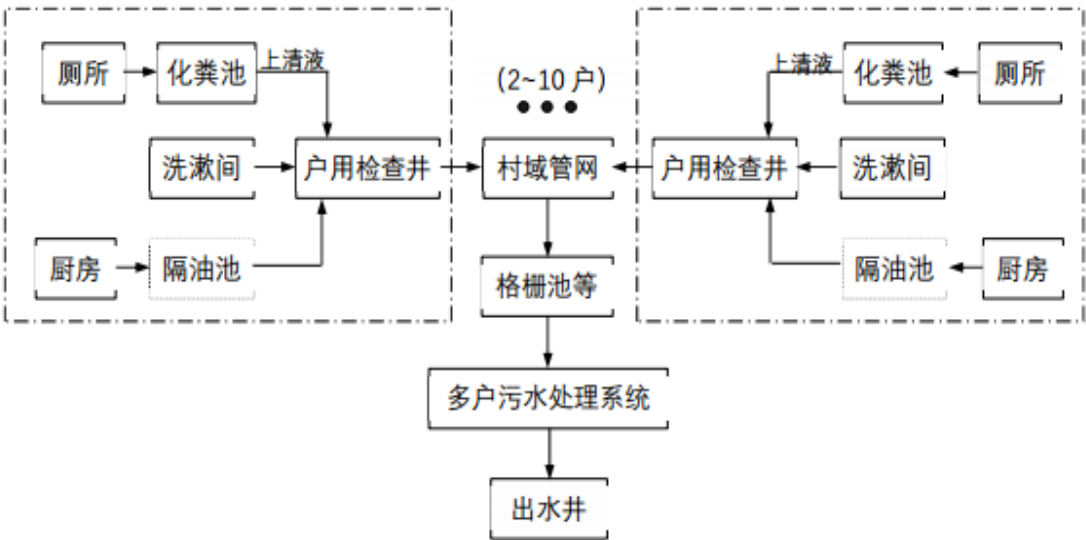 厕所
化粪池
上清液
(2~10 户)
上清液
化粪池
厕所
洗漱间
户用检查井
村域管网
户用检查井
洗漱间
厨房
隔油池
格栅池等
隔油池
厨房
多户污水处理系统
出水井